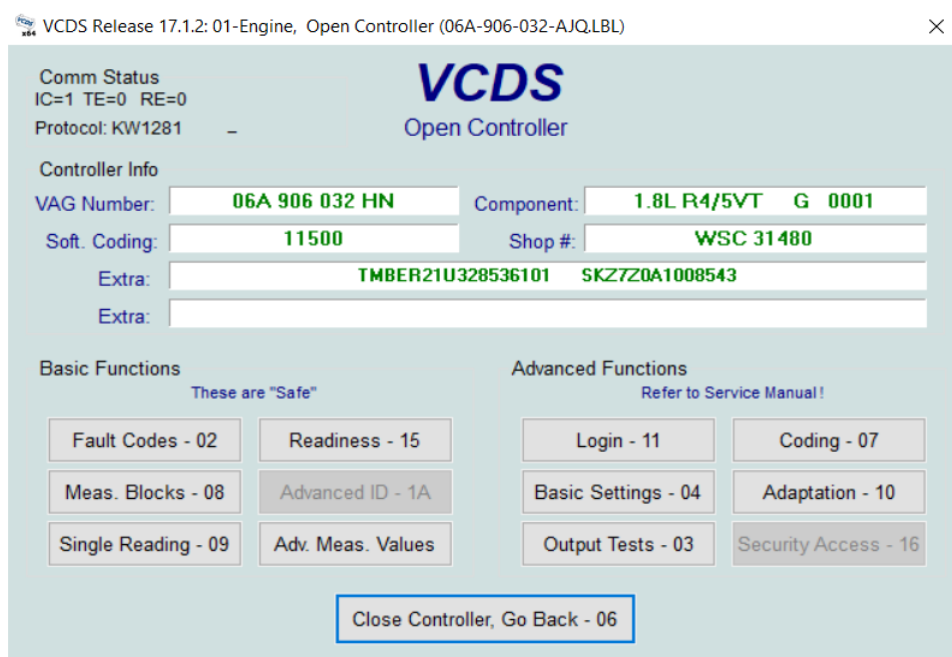 VCDS Release 17.1.2: 01-Engine, Open Controller (06A-906-032-AJQ.LBL)
Comm Status
IC=1 TE=0 RE=0
Protocol: KW1281
VCDS
Open Controller
Controller Info
VAG Number: 06A 906 032 HN Component: 1.8L R4/5VT G 0001
Soft. Coding: 11500 Shop #: WSC 31480
Extra: TMBER21U328536101 SKZ7Z0A1008543
Extra:
Basic Functions
These are "Safe"
Advanced Functions
Refer to Service Manual!
Fault Codes - 02 Readiness - 15 Login - 11 Coding - 07
Meas. Blocks - 08 Advanced ID - 1A Basic Settings - 04 Adaptation - 10
Single Reading - 09 Adv. Meas. Values Output Tests - 03 Security Access - 16
Close Controller, Go Back - 06